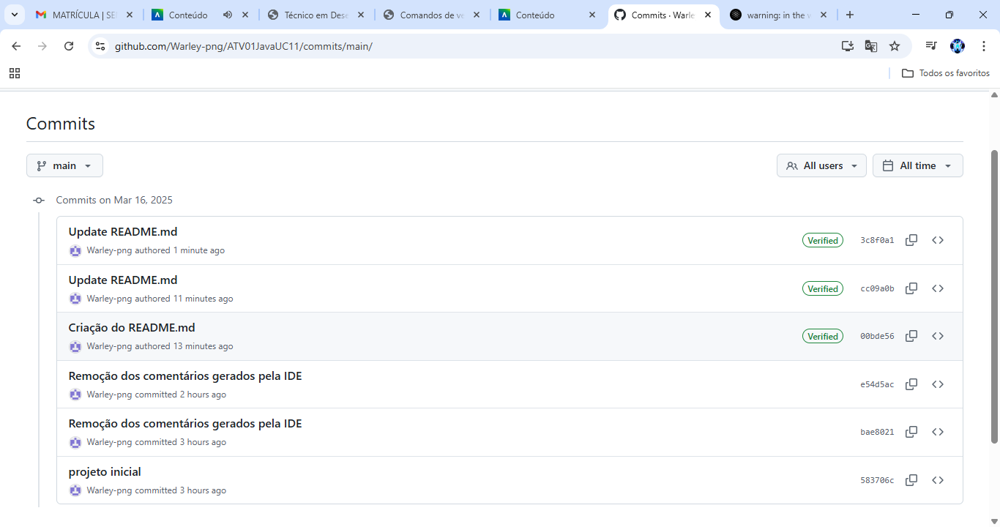 MATRÍCULA | SE
Conteúdo
Técnico em Dese
Comandos de ve
Conteúdo
Commits · Warle
warning: in the w
github.com/Warley-png/ATV01JavaUC11/commits/main/
Todos os favoritos
Commits
main
All users
All time
Commits on Mar 16, 2025
Update README.md
Verified
3c8f0a1
Warley-png authored 1 minute ago
Update README.md
Verified
cc09a0b
Warley-png authored 11 minutes ago
Criação do README.md
Verified
00bde56
Warley-png authored 13 minutes ago
Remoção dos comentários gerados pela IDE
e54d5ac
Warley-png committed 2 hours ago
Remoção dos comentários gerados pela IDE
bae8021
Warley-png committed 3 hours ago
projeto inicial
583706c
Warley-png committed 3 hours ago